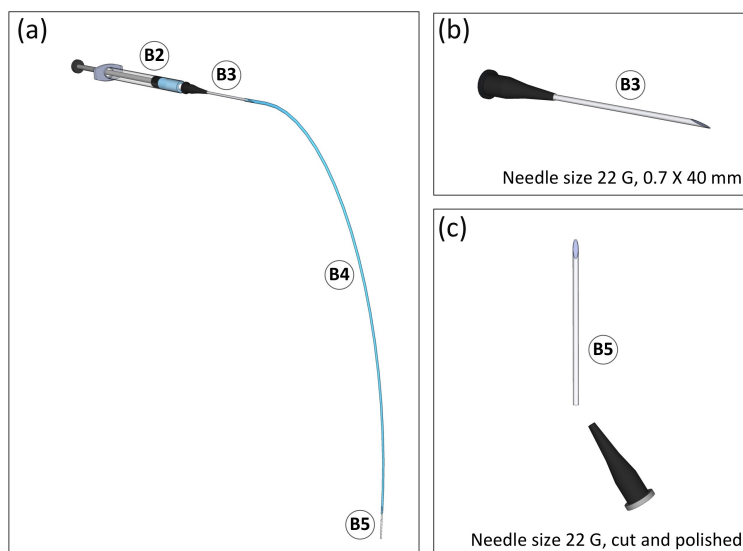 (a)
B2
B3
B4
B5
(b)
B3
Needle size 22 G, 0.7 X 40 mm
(c)
B5
Needle size 22 G, cut and polished